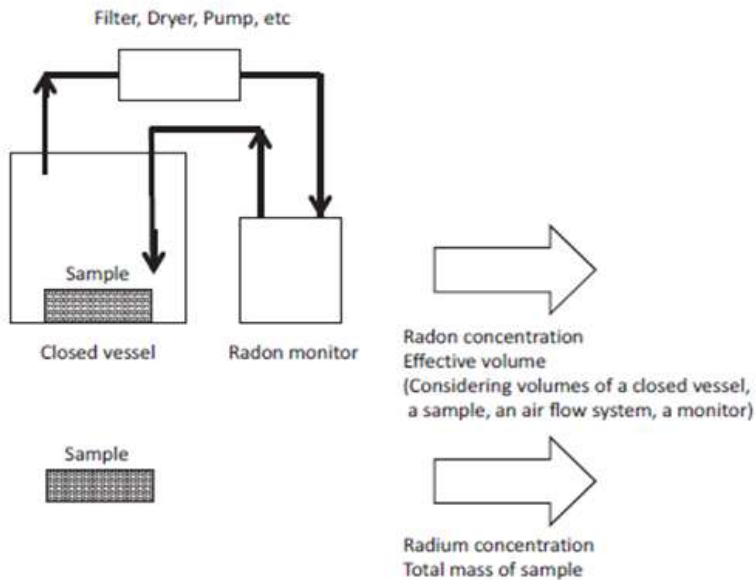 Filter, Dryer, Pump, etc
Sample
Closed vessel
Radon monitor
Radon concentration
Effective volume
(Considering volumes of a closed vessel,
a sample, an air flow system, a monitor)
Sample
Radium concentration
Total mass of sample